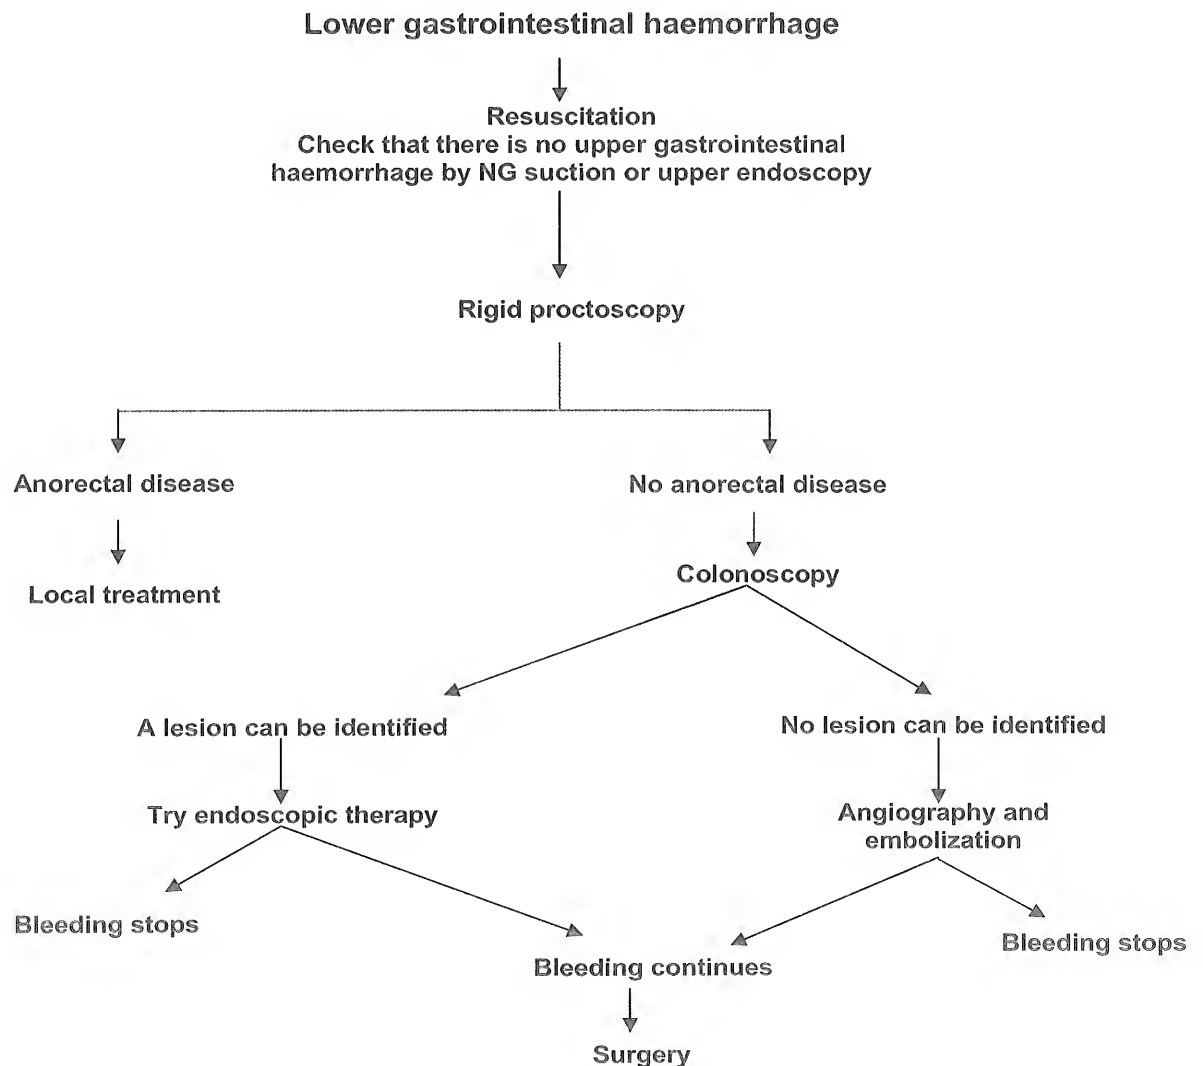 Lower gastrointestinal haemorrhage
Resuscitation
Check that there is no upper gastrointestinal
haemorrhage by NG suction or upper endoscopy
Rigid proctoscopy
Anorectal disease
No anorectal disease
Local treatment
Colonoscopy
A lesion can be identified
No lesion can be identified
Try endoscopic therapy
Angiography and
embolization
Bleeding stops
Bleeding continues
Bleeding stops
Surgery